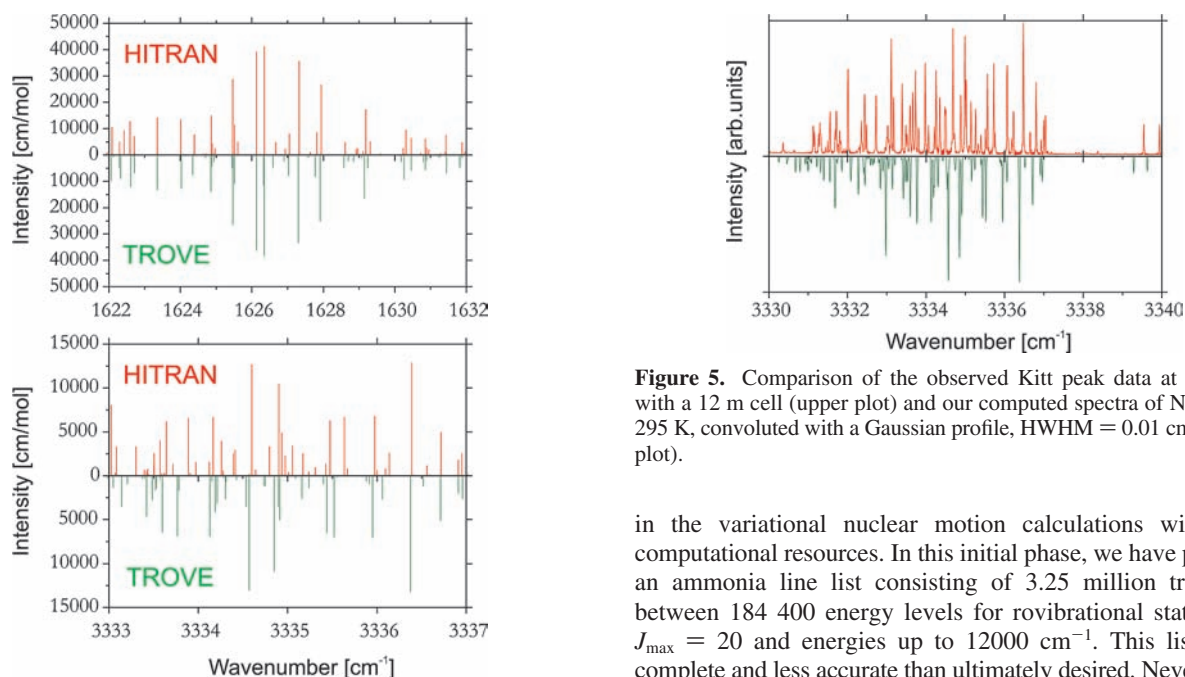 50000
40000
30000
20000
10000
0
10000
20000
30000
40000
50000
Intensity [cm/mol]
Intensity [cm/mol]
HITRAN
TROVE
1622 1624 1626 1628 1630 1632
15000
10000
5000
0
5000
10000
15000
Intensity [cm/mol]
Intensity [cm/mol]
HITRAN
TROVE
3333 3334 3335 3336 3337
Wavenumber [cm⁻¹]
Intensity [arb.units]
3330 3332 3334 3336 3338 3340
Wavenumber [cm⁻¹]
Figure 5. Comparison of the observed Kitt peak data at
with a 12 m cell (upper plot) and our computed spectra of N
295 K, convoluted with a Gaussian profile, HWHM = 0.01 cm
plot).
in the variational nuclear motion calculations wi
computational resources. In this initial phase, we have p
an ammonia line list consisting of 3.25 million tr
between 184 400 energy levels for rovibrational stat
J_max = 20 and energies up to 12000 cm⁻¹. This lis
complete and less accurate than ultimately desired. Neve